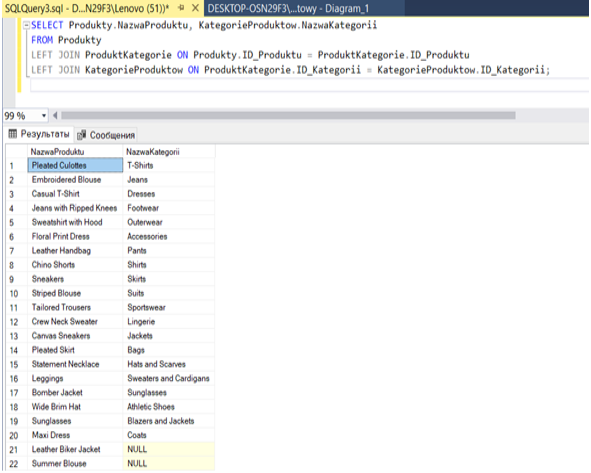 SQLQuery3.sql - D...N29F3\Lenovo (51))* DESKTOP-OSN29F3\...towy - Diagram_1
SELECT Produkty.NazwaProduktu, KategorieProduktow.NazwaKategorii
FROM Produkty
LEFT JOIN ProduktKategorie ON Produkty.ID_Produktu = ProduktKategorie.ID_Produktu
LEFT JOIN KategorieProduktow ON ProduktKategorie.ID_Kategorii = KategorieProduktow.ID_Kategorii;
99 %
Результаты Сообщения
NazwaProduktu NazwaKategorii
1 Pleated Culottes T-Shirts
2 Embroidered Blouse Jeans
3 Casual T-Shirt Dresses
4 Jeans with Ripped Knees Footwear
5 Sweatshirt with Hood Outerwear
6 Floral Print Dress Accessories
7 Leather Handbag Pants
8 Chino Shorts Shirts
9 Sneakers Skirts
10 Striped Blouse Suits
11 Tailored Trousers Sportswear
12 Crew Neck Sweater Lingerie
13 Canvas Sneakers Jackets
14 Pleated Skirt Bags
15 Statement Necklace Hats and Scarves
16 Leggings Sweaters and Cardigans
17 Bomber Jacket Sunglasses
18 Wide Brim Hat Athletic Shoes
19 Sunglasses Blazers and Jackets
20 Maxi Dress Coats
21 Leather Biker Jacket NULL
22 Summer Blouse NULL